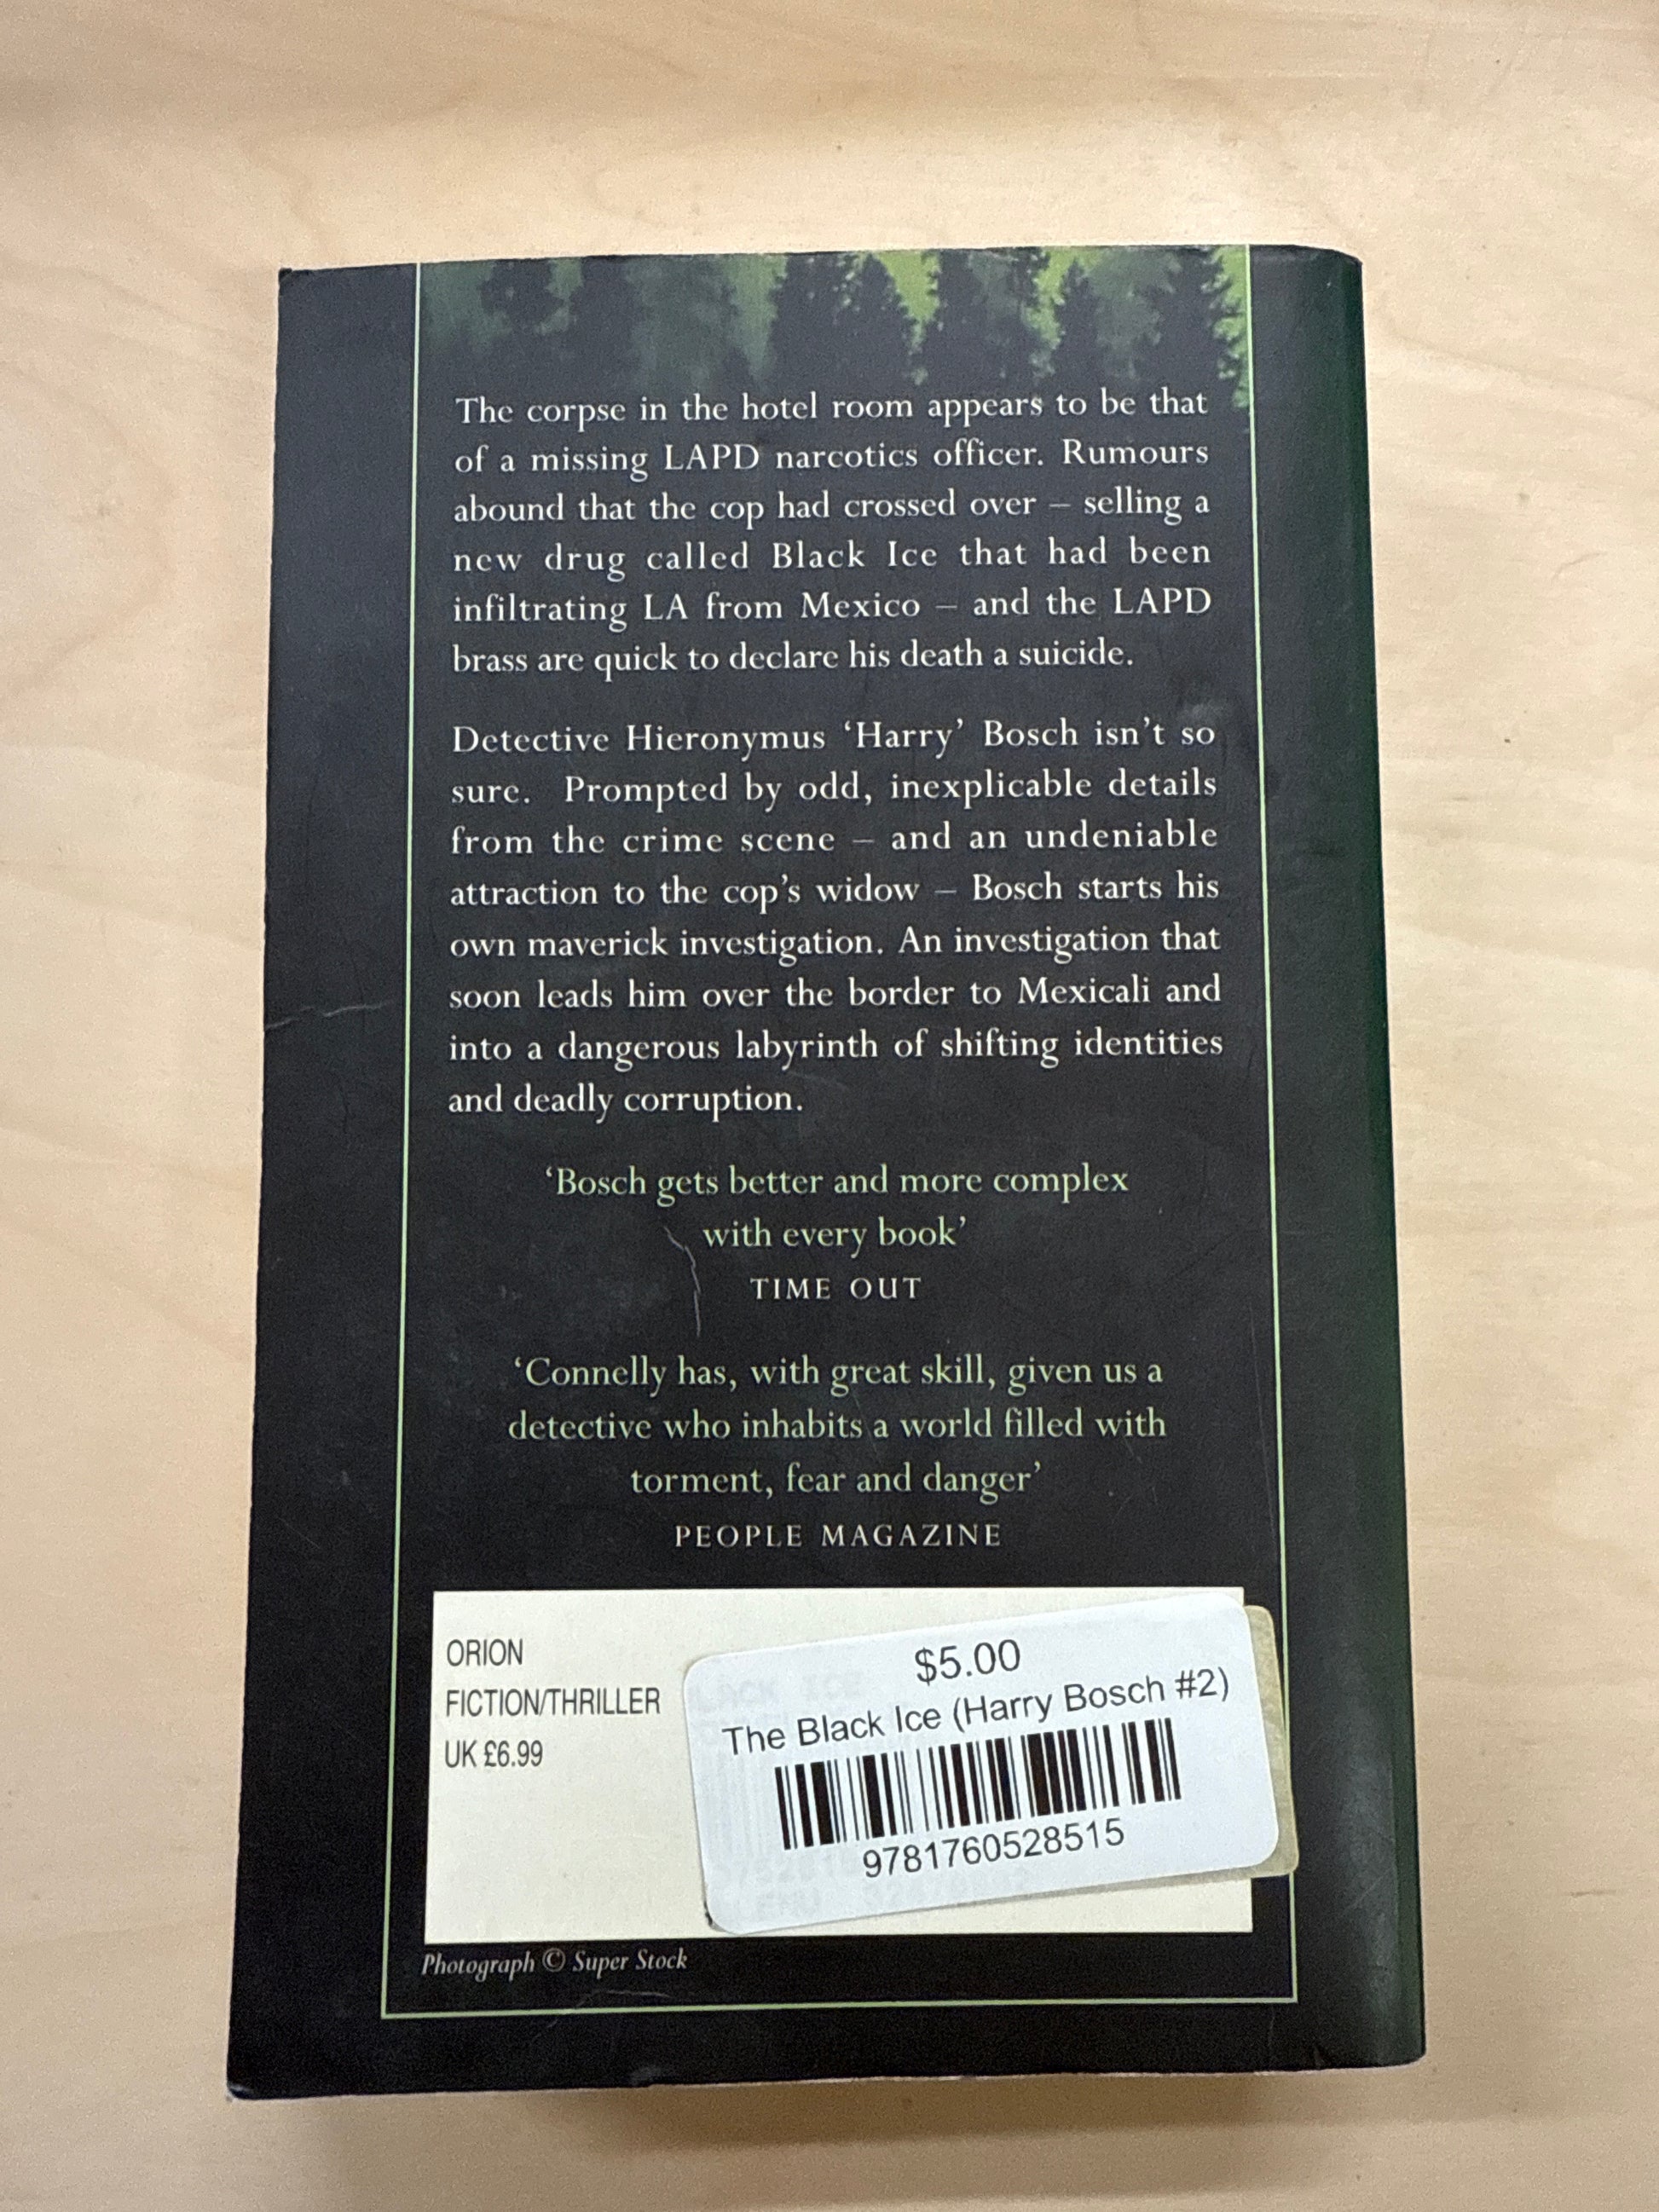 The corpse in the hotel room appears to be that
of a missing LAPD narcotics officer. Rumours
abound that the cop had crossed over – selling a
new drug called Black Ice that had been
infiltrating LA from Mexico – and the LAPD
brass are quick to declare his death a suicide.
Detective Hieronymus ‘Harry’ Bosch isn’t so
sure. Prompted by odd, inexplicable details
from the crime scene – and an undeniable
attraction to the cop’s widow – Bosch starts his
own maverick investigation. An investigation that
soon leads him over the border to Mexicali and
into a dangerous labyrinth of shifting identities
and deadly corruption.
‘Bosch gets better and more complex
with every book’
TIME OUT
‘Connelly has, with great skill, given us a
detective who inhabits a world filled with
torment, fear and danger’
PEOPLE MAGAZINE
ORION
FICTION/THRILLER
UK £6.99
$5.00
The Black Ice (Harry Bosch #2)
9781760528515
Photograph © Super Stock